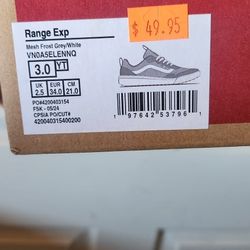 Range Exp
$ 49.95
Mesh Frost Grey/White
VN0A5ELENNQ
3.0 YT
UK EUR CM
2.5 34.0 21.0
PO#4200403154
FSK - 05/24
CPSIA PO/CUT#
420040315400200
1 97642 53796 1